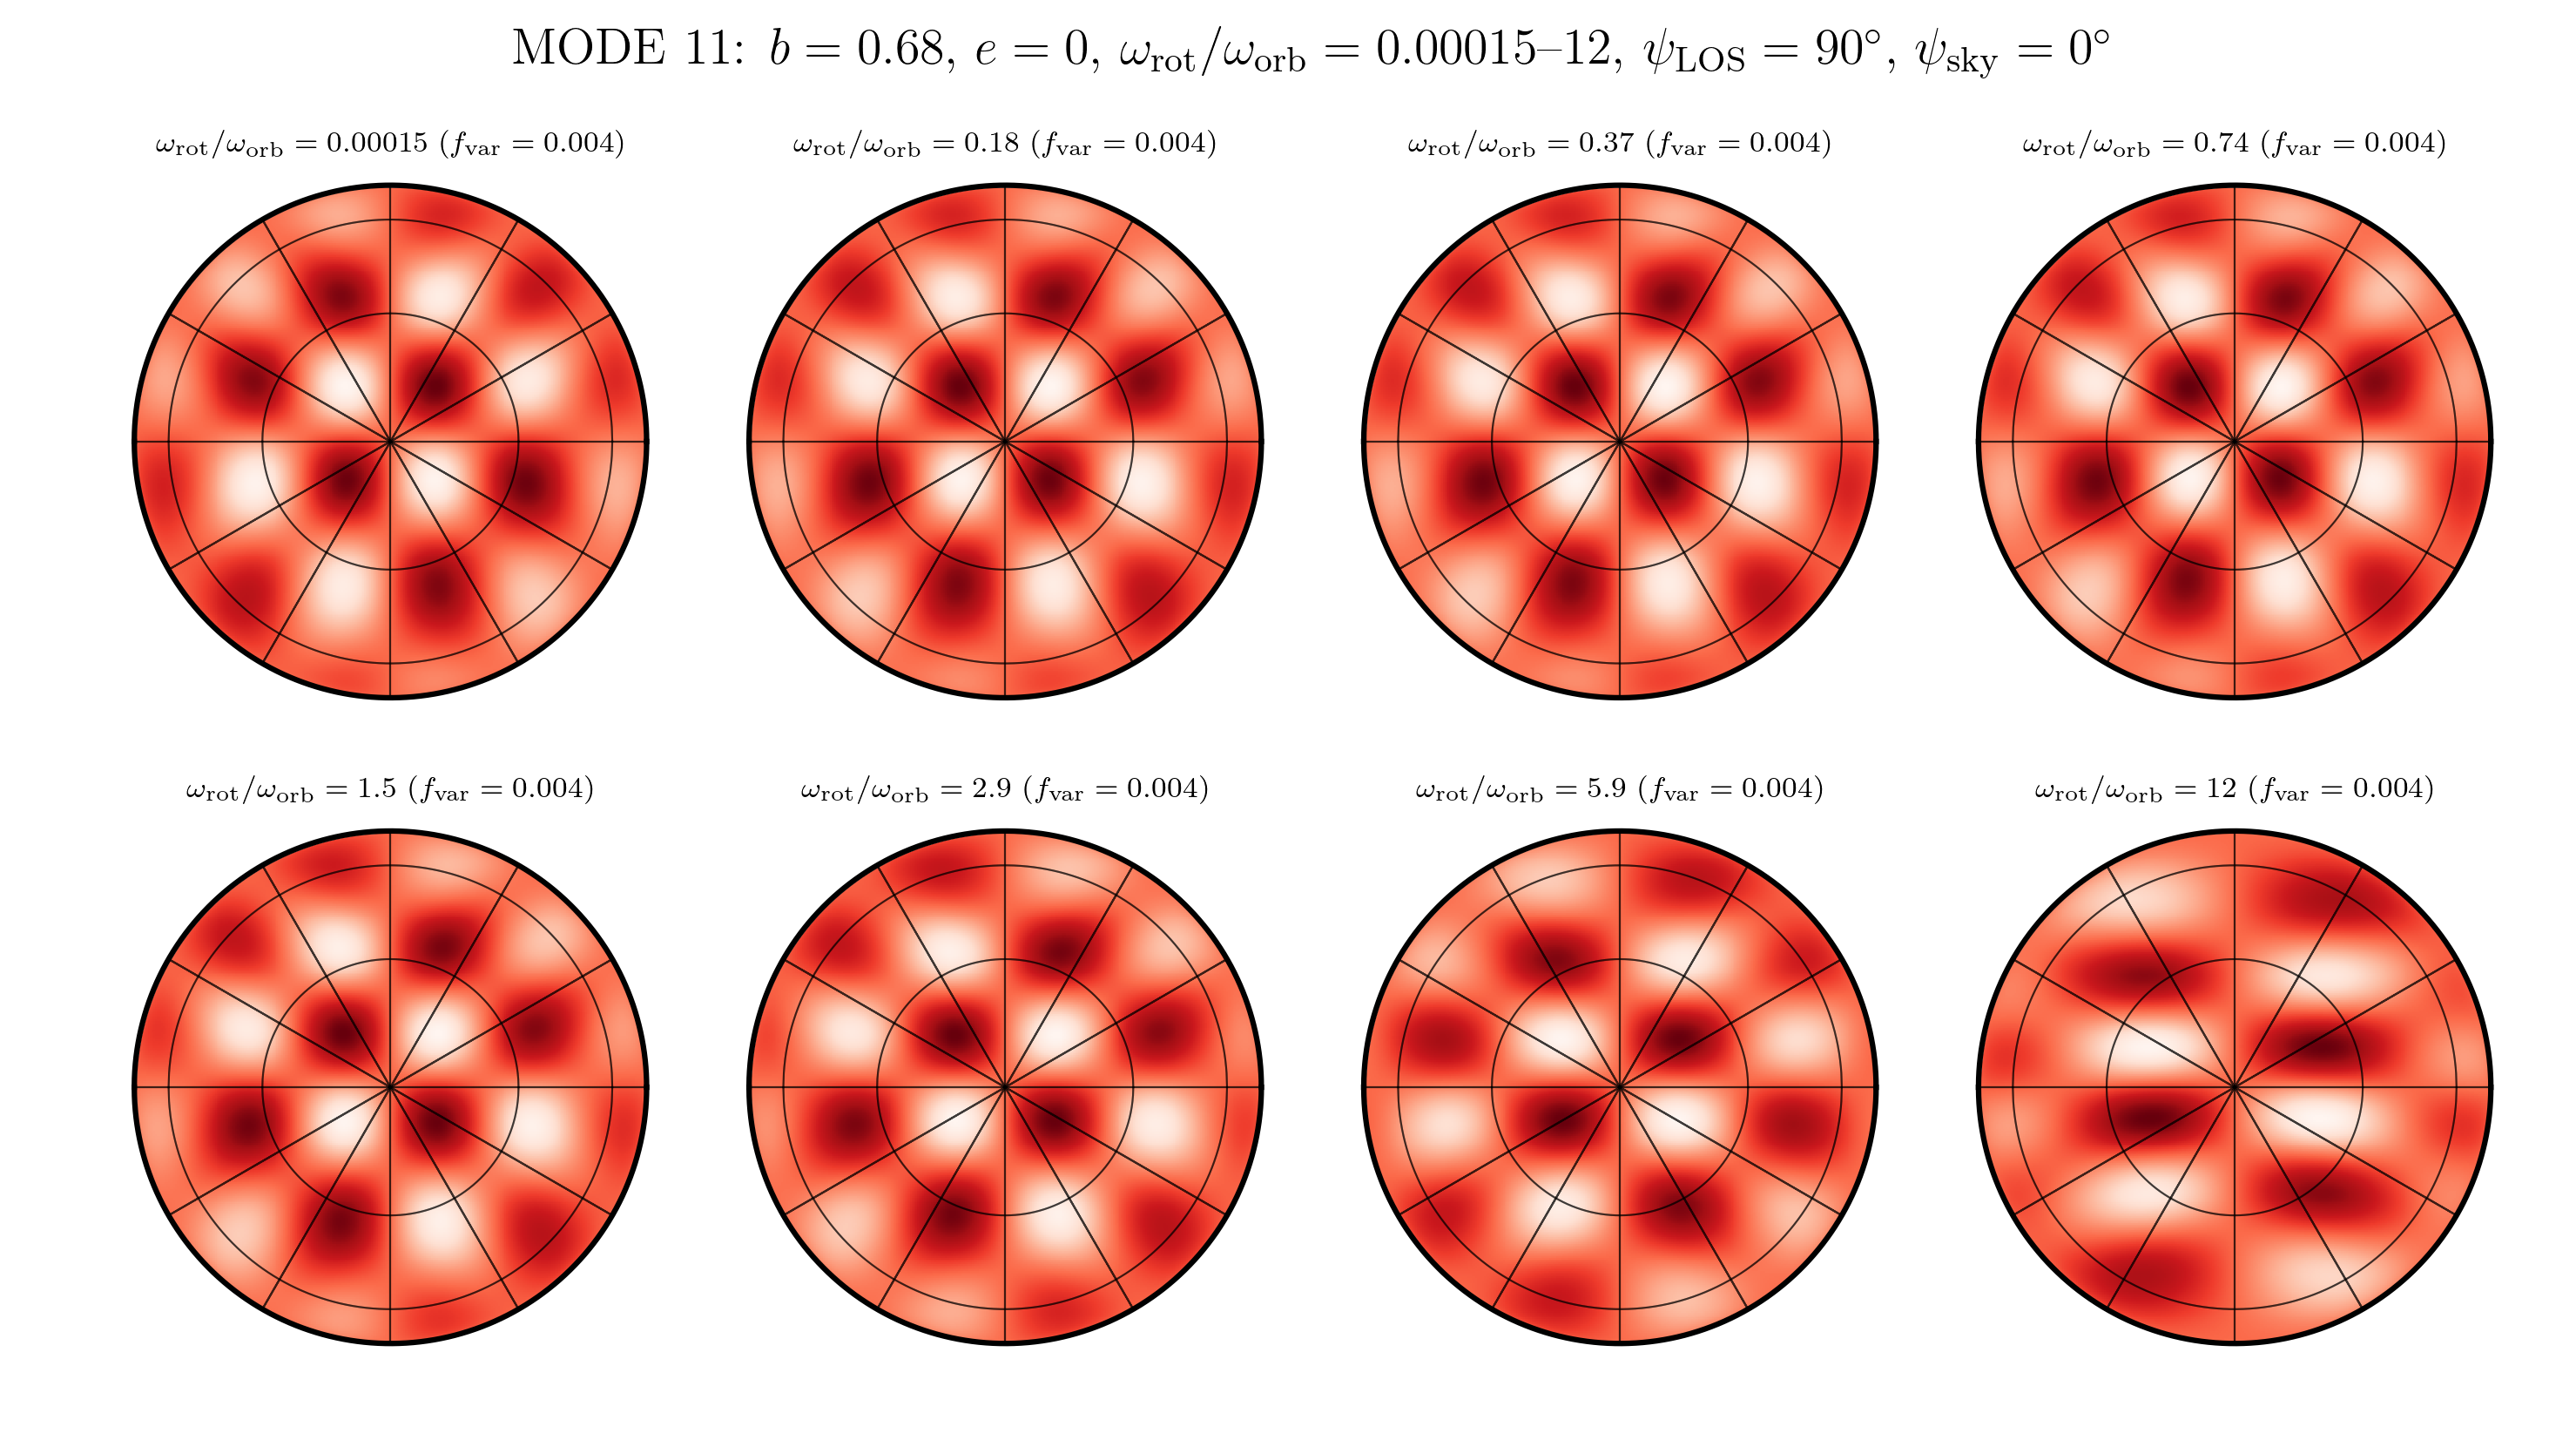 MODE 11: b = 0.68, e = 0, ω_rot/ω_orb = 0.00015–12, ψ_LOS = 90°, ψ_sky = 0°
ω_rot/ω_orb = 0.00015 (f_var = 0.004)
ω_rot/ω_orb = 0.18 (f_var = 0.004)
ω_rot/ω_orb = 0.37 (f_var = 0.004)
ω_rot/ω_orb = 0.74 (f_var = 0.004)
ω_rot/ω_orb = 1.5 (f_var = 0.004)
ω_rot/ω_orb = 2.9 (f_var = 0.004)
ω_rot/ω_orb = 5.9 (f_var = 0.004)
ω_rot/ω_orb = 12 (f_var = 0.004)